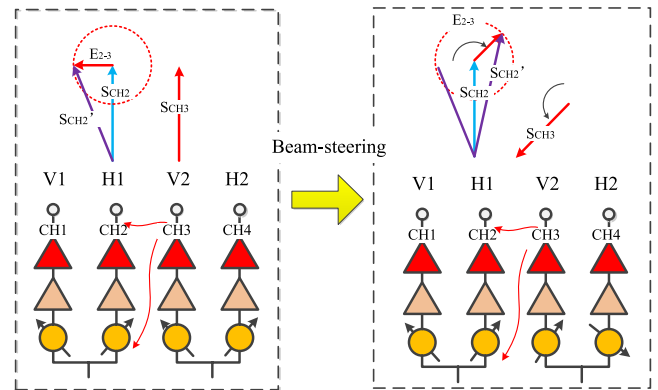 E2-3
SCH2
SCH2'
SCH3
V1 H1 V2 H2
CH1 CH2 CH3 CH4
Beam-steering
E2-3
SCH2'
SCH2
SCH3
V1 H1 V2 H2
CH1 CH2 CH3 CH4